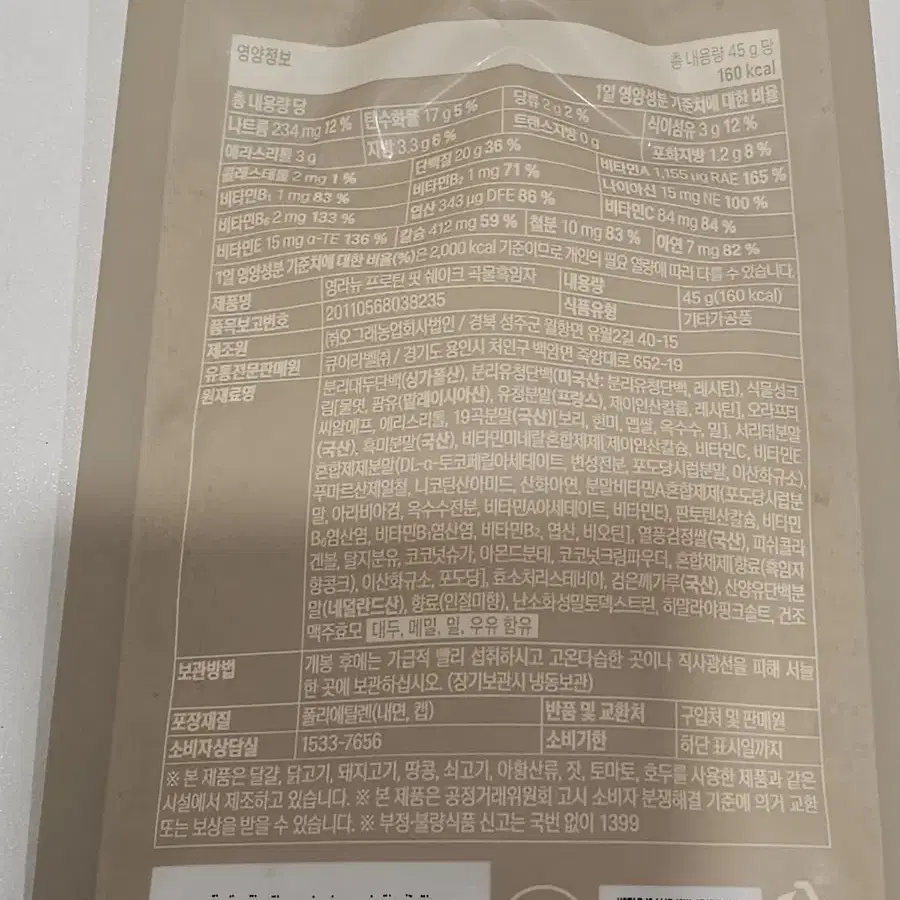 영양정보
총 내용량 45 g 당
160 kcal
총 내용량 당
1일 영양성분 기준치에 대한 비율
나트륨 234 mg 12 % 탄수화물 17 g 5 % 당류 2 g 2 % 식이섬유 3 g 12 %
에리스리톨 3 g 지방 3.3 g 6 % 트랜스지방 0 g 포화지방 1.2 g 8 %
콜레스테롤 2 mg 1 % 단백질 20 g 36 % 비타민A 1,155 μg RAE 165 %
비타민B₁ 1 mg 83 % 비타민B₂ 1 mg 71 % 나이아신 15 mg NE 100 %
비타민B₆ 2 mg 133 % 엽산 343 μg DFE 86 % 비타민C 84 mg 84 %
비타민E 15 mg α-TE 136 % 칼슘 412 mg 59 % 철분 10 mg 83 % 아연 7 mg 82 %
1일 영양성분 기준치에 대한 비율(%)은 2,000 kcal 기준이므로 개인의 필요 열량에 따라 다를 수 있습니다.
제품명 영라뉴 프로틴 핏 쉐이크 곡물흑임자 내용량 45 g(160 kcal)
품목보고번호 20110568038235 식품유형 기타가공품
제조원 ㈜오그래농업회사법인 / 경북 성주군 월항면 유월2길 40-15
유통전문판매원 큐어라벨㈜ / 경기도 용인시 처인구 백암면 죽양대로 652-19
원재료명 분리대두단백(싱가폴산), 분리유청단백(미국산: 분리유청단백, 레시틴), 식물성크
림[물엿, 팜유(말레이시아산), 유청분말(프랑스), 제이인산칼륨, 레시틴], 오라프티
씨알에프, 에리스리톨, 19곡분말(국산)[보리, 현미, 멥쌀, 옥수수, 밀], 서리태분말
(국산), 흑미분말(국산), 비타민미네랄혼합제제[제이인산칼슘, 비타민C, 비타민E
혼합제제분말(DL-α-토코페릴아세테이트, 변성전분, 포도당시럽분말, 이산화규소),
푸마르산제일철, 니코틴산아미드, 산화아연, 분말비타민A혼합제제(포도당시럽분
말, 아라비아검, 옥수수전분, 비타민A아세테이트, 비타민E), 판토텐산칼슘, 비타민
B₆염산염, 비타민B₁염산염, 비타민B₂, 엽산, 비오틴], 열풍검정쌀(국산), 피쉬콜라
겐볼, 탈지분유, 코코넛슈가, 아몬드분태, 코코넛크림파우더, 혼합제제[향료(흑임자
향콩크), 이산화규소, 포도당], 효소처리스테비아, 검은깨가루(국산), 산양유단백분
말(네덜란드산), 향료(인절미향), 난소화성말토덱스트린, 히말라야핑크솔트, 건조
맥주효모 대두, 메밀, 밀, 우유 함유
보관방법 개봉 후에는 가급적 빨리 섭취하시고 고온다습한 곳이나 직사광선을 피해 서늘
한 곳에 보관하십시오. (장기보관시 냉동보관)
포장재질 폴리에틸렌(내면, 캡) 반품 및 교환처 구입처 및 판매원
소비자상담실 1533-7656 소비기한 하단 표시일까지
※ 본 제품은 달걀, 닭고기, 돼지고기, 땅콩, 쇠고기, 아황산류, 잣, 토마토, 호두를 사용한 제품과 같은
시설에서 제조하고 있습니다. ※ 본 제품은 공정거래위원회 고시 소비자 분쟁해결 기준에 의거 교환
또는 보상을 받을 수 있습니다. ※ 부정·불량식품 신고는 국번 없이 1399